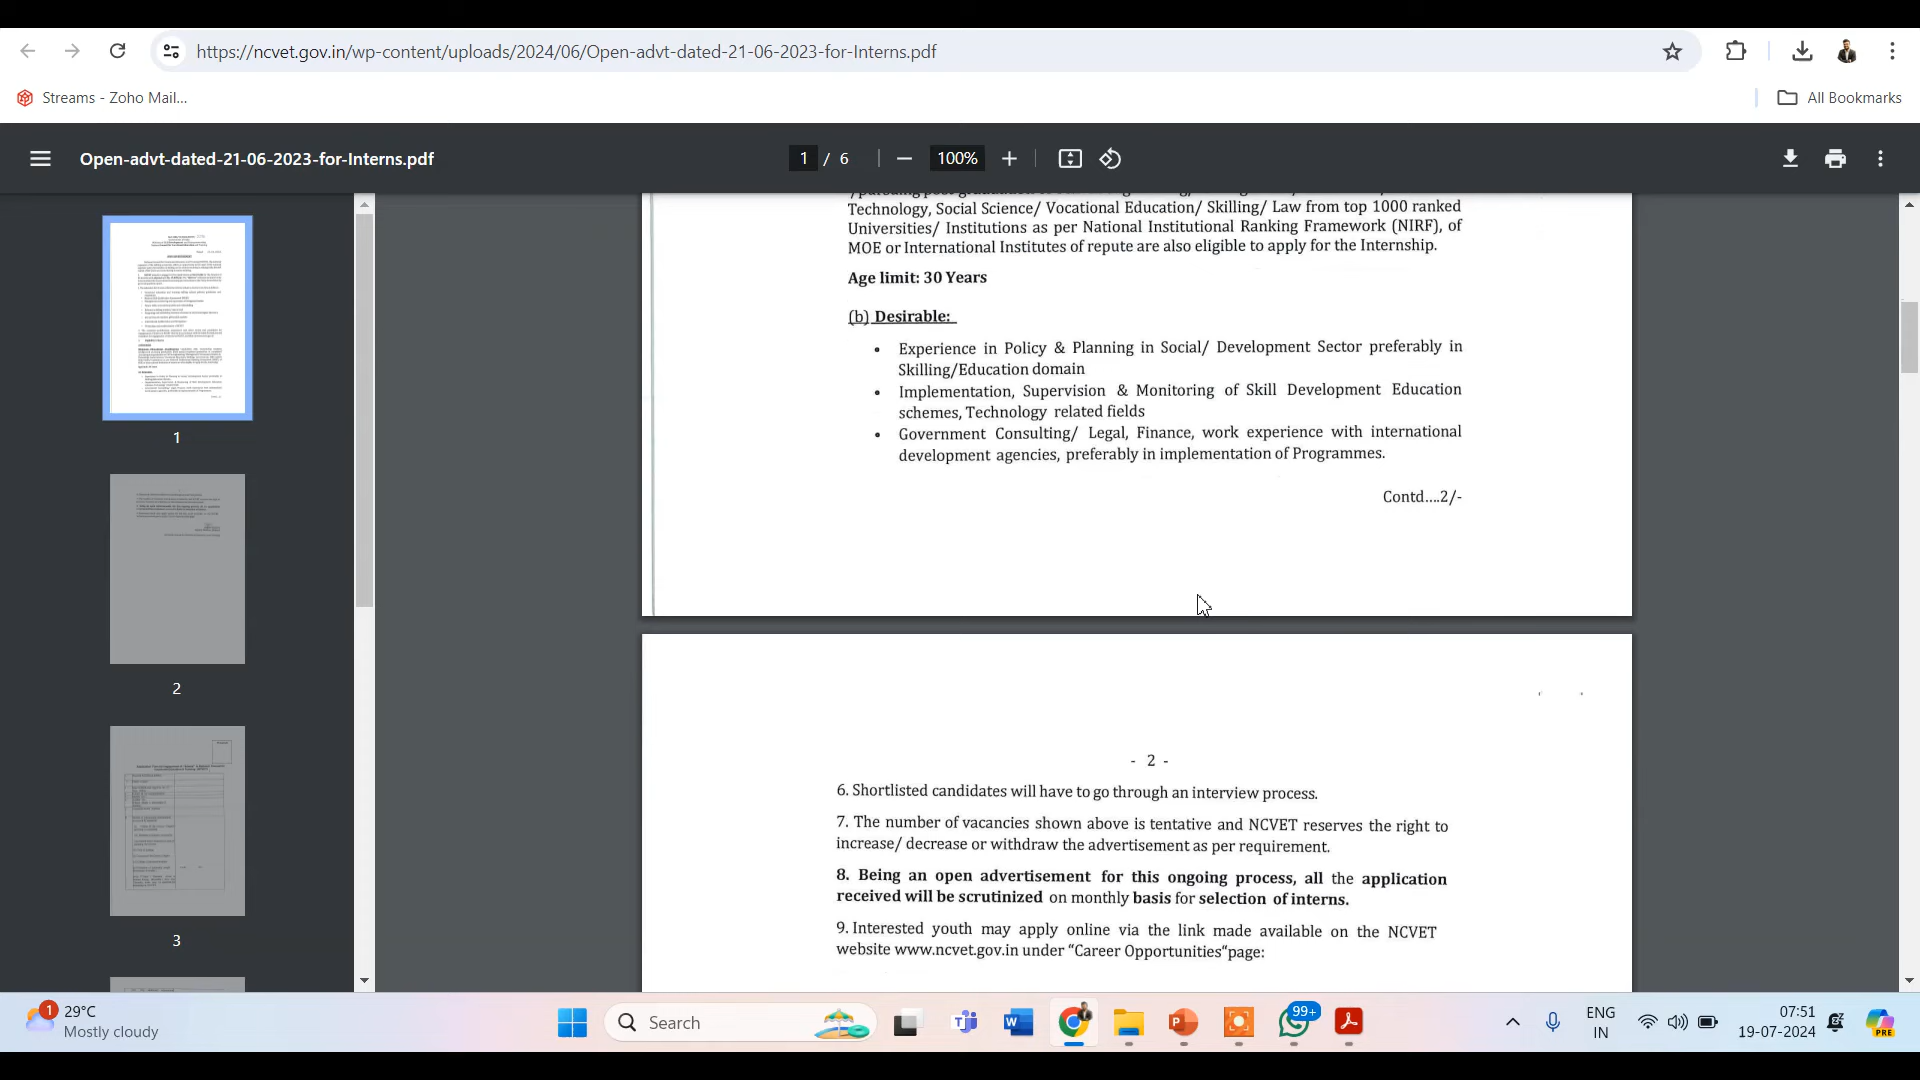 https://ncvet.gov.in/wp-content/uploads/2024/06/Open-advt-dated-21-06-2023-for-Interns.pdf
Streams - Zoho Mail...
All Bookmarks
Open-advt-dated-21-06-2023-for-Interns.pdf
1 / 6
100%
Technology, Social Science/ Vocational Education/ Skilling/ Law from top 1000 ranked
Universities/ Institutions as per National Institutional Ranking Framework (NIRF), of
MOE or International Institutes of repute are also eligible to apply for the Internship.
Age limit: 30 Years
(b) Desirable:
• Experience in Policy & Planning in Social/ Development Sector preferably in
Skilling/Education domain
• Implementation, Supervision & Monitoring of Skill Development Education
schemes, Technology related fields
• Government Consulting/ Legal, Finance, work experience with international
development agencies, preferably in implementation of Programmes.
Contd....2/-
- 2 -
6. Shortlisted candidates will have to go through an interview process.
7. The number of vacancies shown above is tentative and NCVET reserves the right to
increase/ decrease or withdraw the advertisement as per requirement.
8. Being an open advertisement for this ongoing process, all the application
received will be scrutinized on monthly basis for selection of interns.
9. Interested youth may apply online via the link made available on the NCVET
website www.ncvet.gov.in under “Career Opportunities“page:
1
2
3
1
29°C
Mostly cloudy
Search
99+
ENG
IN
07:51
19-07-2024
PRE